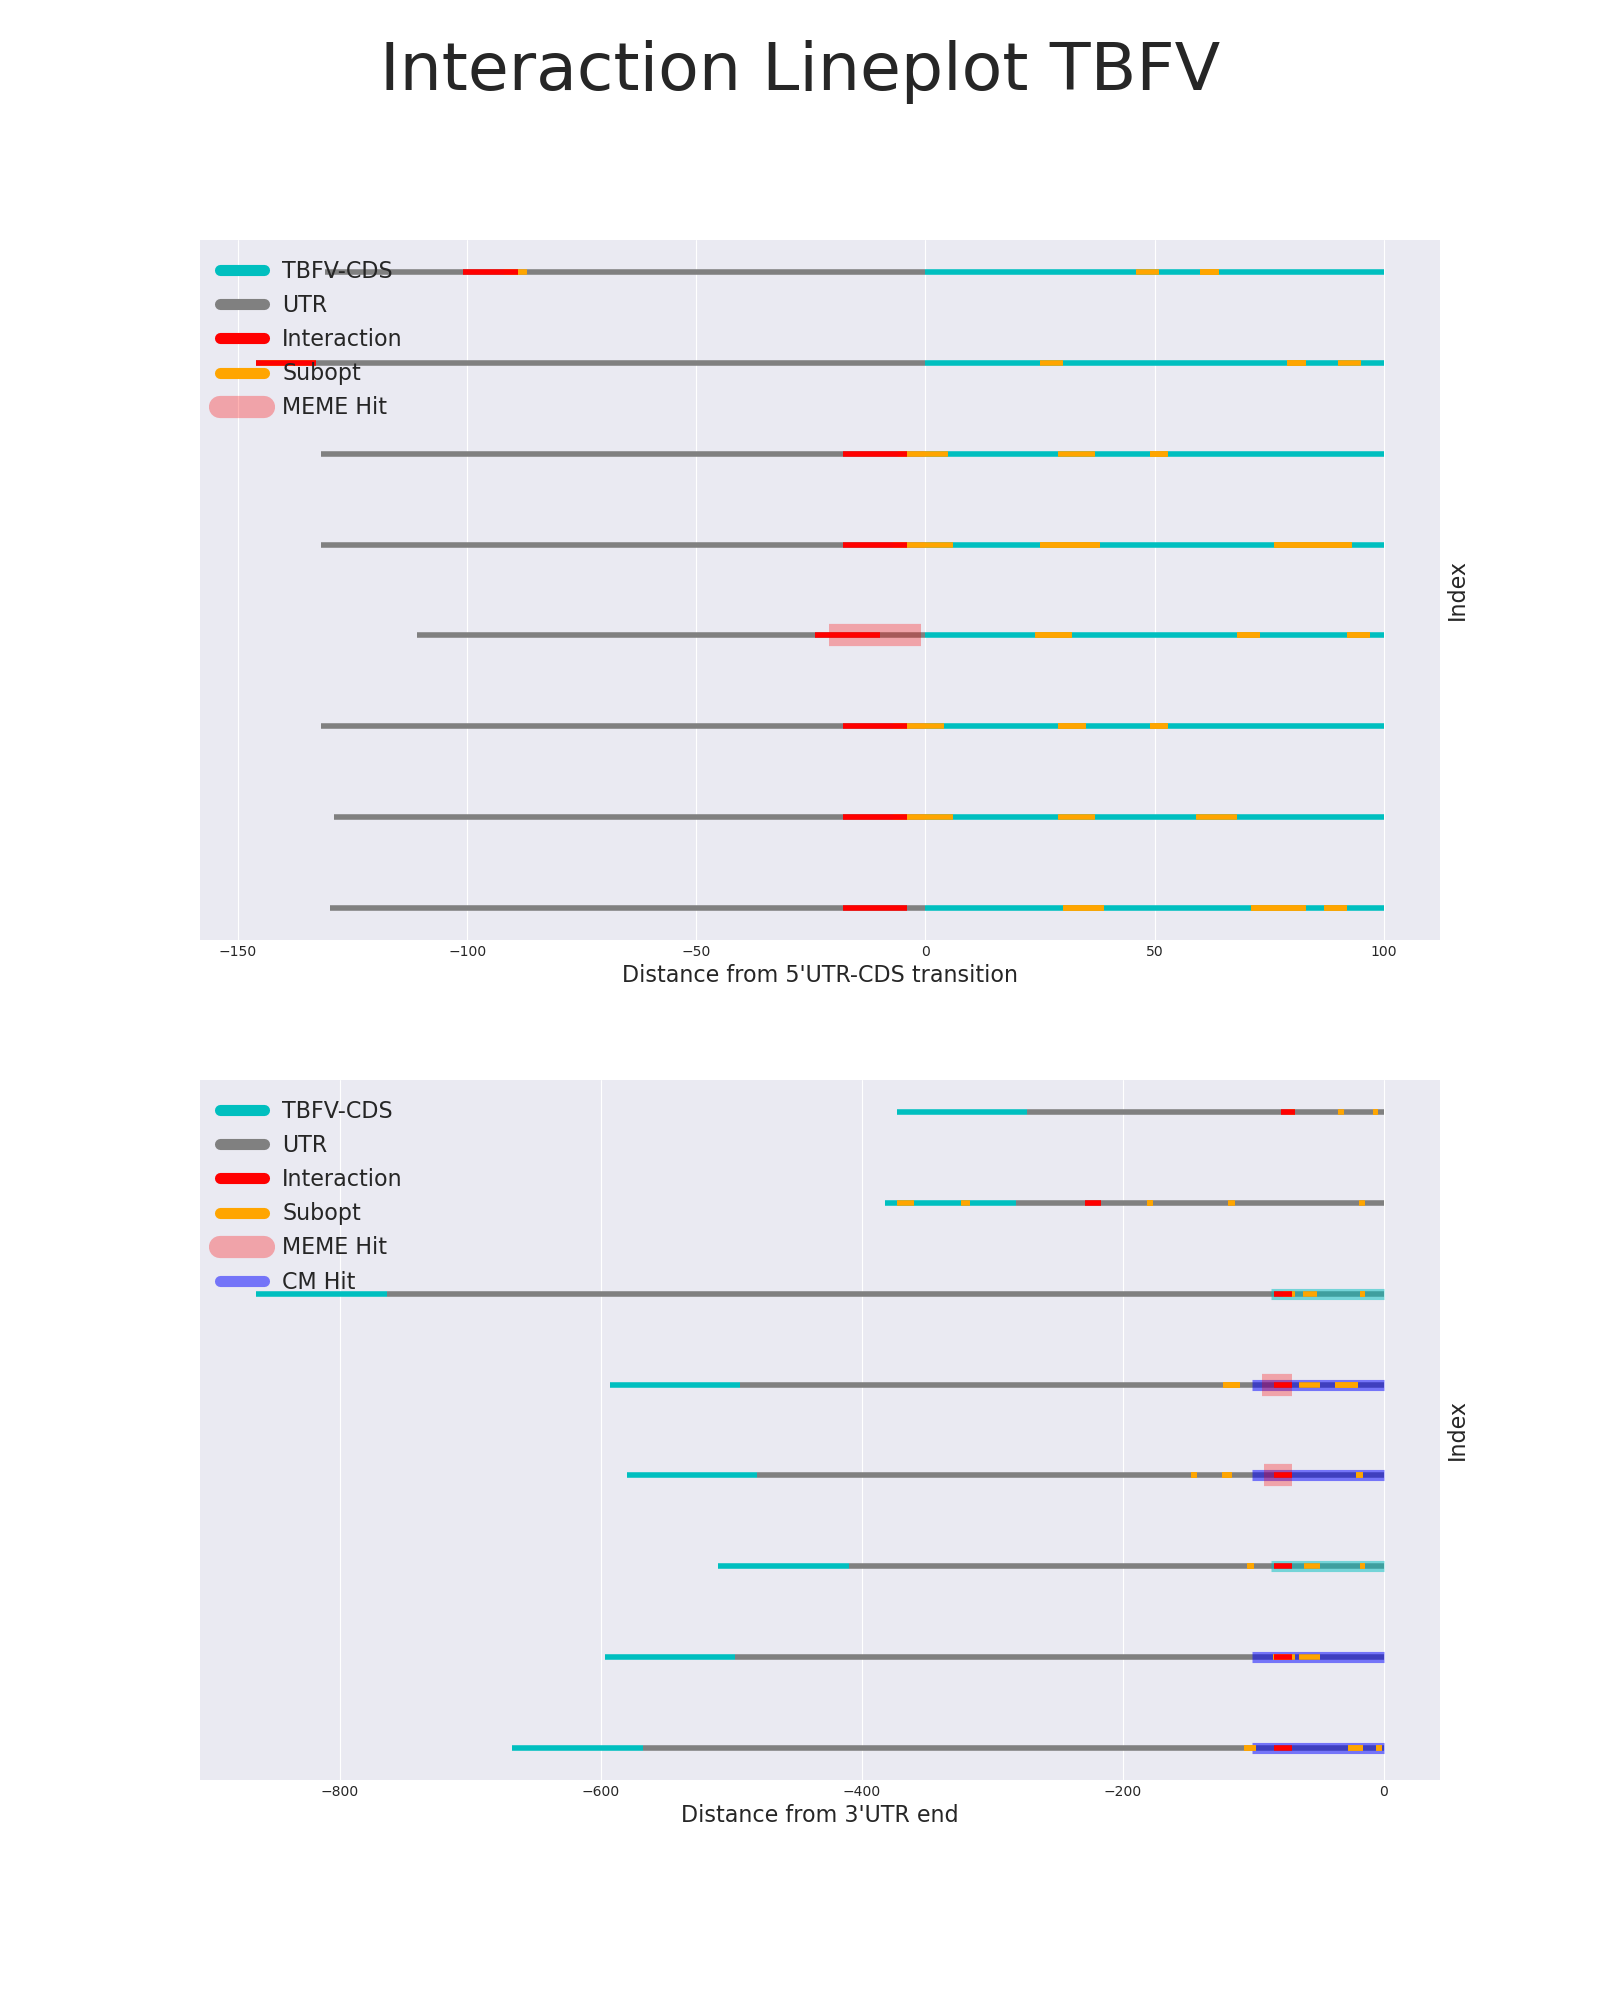 Interaction Lineplot TBFV
TBFV-CDS
UTR
Interaction
Subopt
MEME Hit
Index
−150 −100 −50 0 50 100
Distance from 5'UTR-CDS transition
TBFV-CDS
UTR
Interaction
Subopt
MEME Hit
CM Hit
Index
−800 −600 −400 −200 0
Distance from 3'UTR end